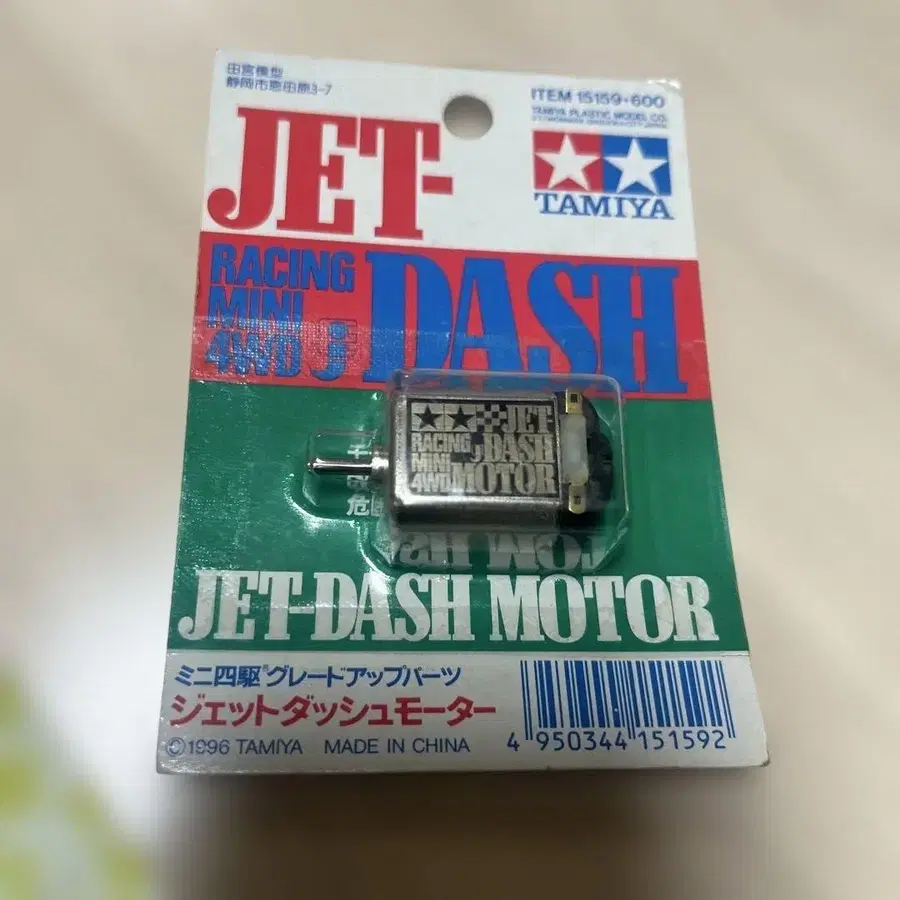 田宮模型
静岡市恩田原3-7
ITEM 15159・600
TAMIYA PLASTIC MODEL CO.
TAMIYA
JET-
DASH
RACING
MINI
4WD
JET-
RACING
DASH
MINI
MOTOR
4WD
危
JET-DASH MOTOR
ミニ四駆®グレードアップパーツ
ジェットダッシュモーター
©1996 TAMIYA MADE IN CHINA
4 950344 151592